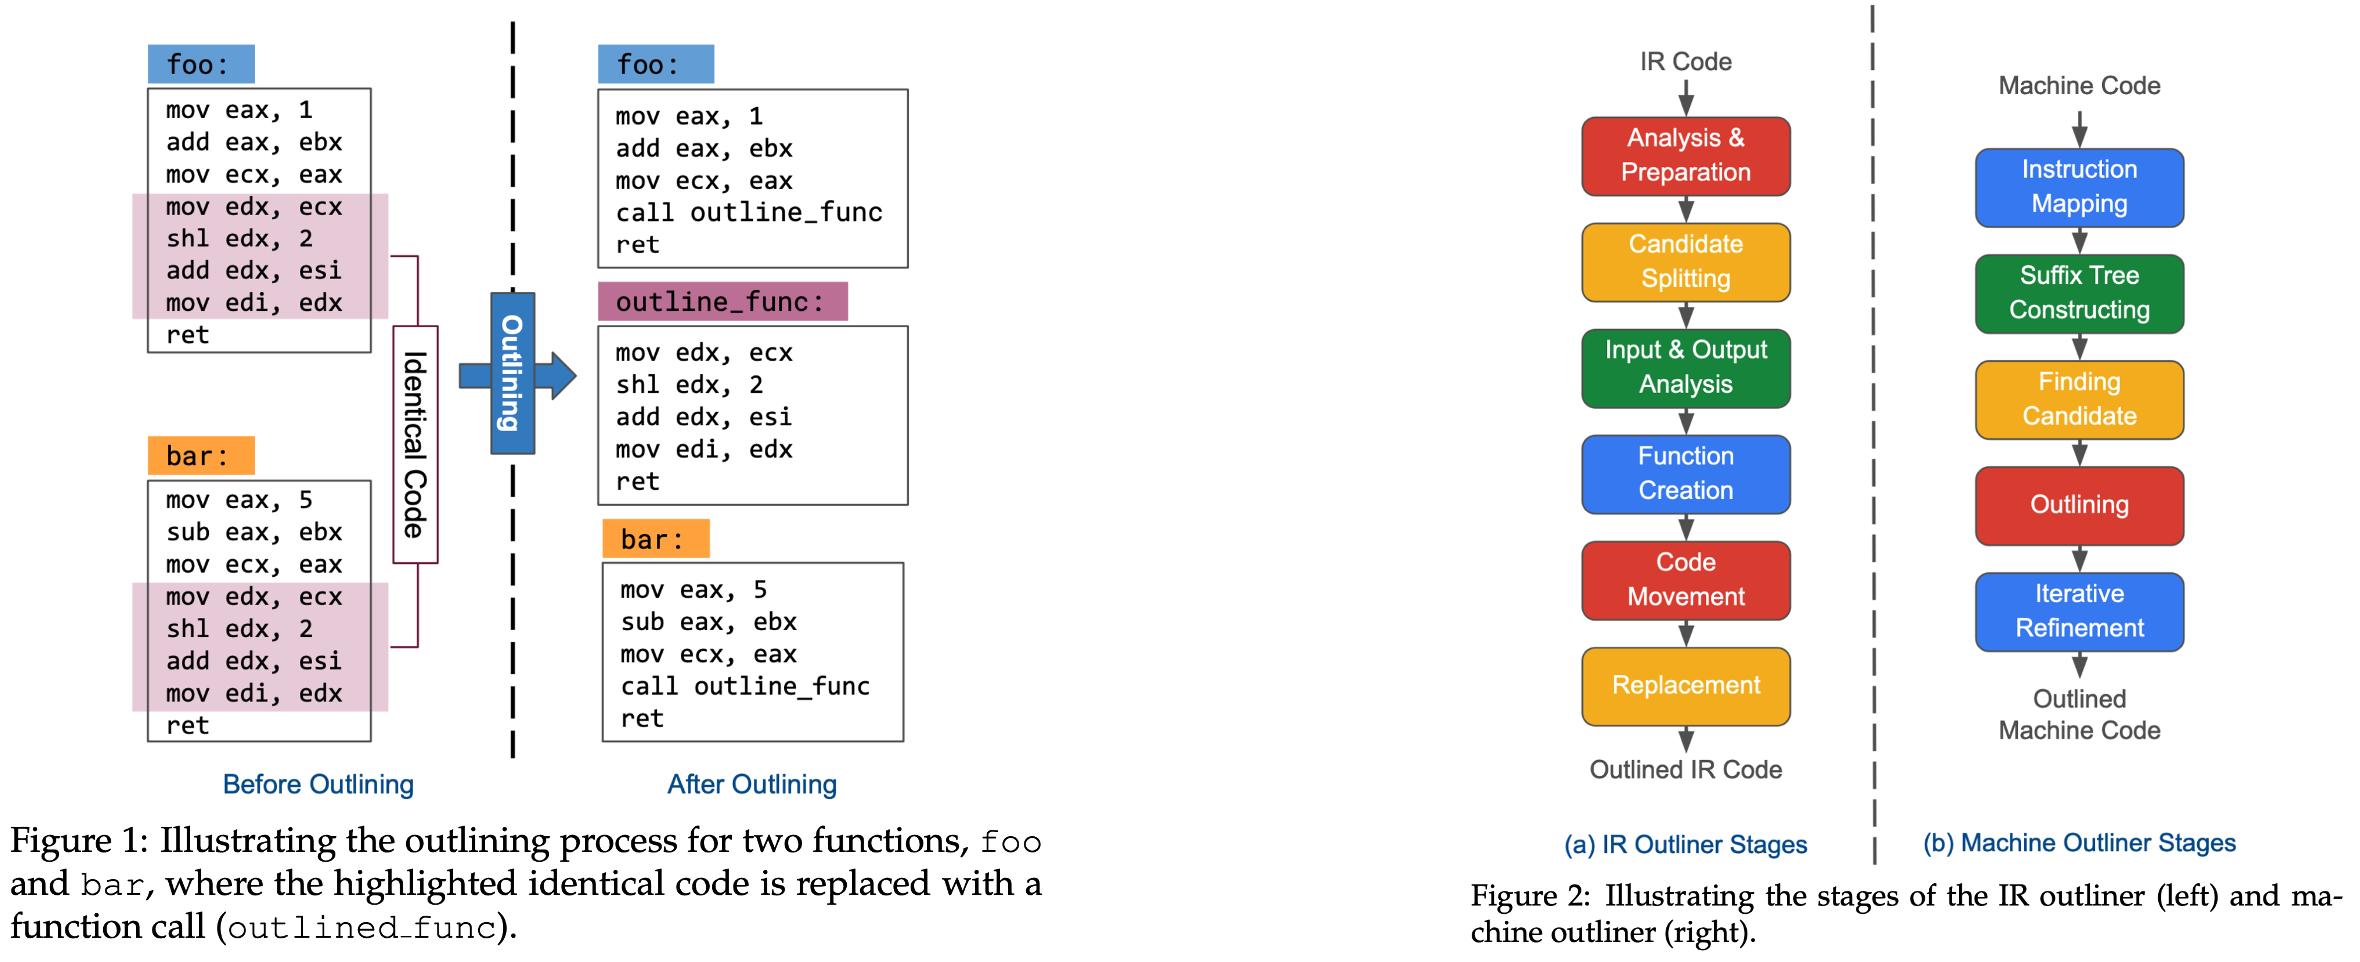 foo:
mov eax, 1
add eax, ebx
mov ecx, eax
mov edx, ecx
shl edx, 2
add edx, esi
mov edi, edx
ret
Identical Code
bar:
mov eax, 5
sub eax, ebx
mov ecx, eax
mov edx, ecx
shl edx, 2
add edx, esi
mov edi, edx
ret
Before Outlining
Outlining
foo:
mov eax, 1
add eax, ebx
mov ecx, eax
call outline_func
ret
outline_func:
mov edx, ecx
shl edx, 2
add edx, esi
mov edi, edx
ret
bar:
mov eax, 5
sub eax, ebx
mov ecx, eax
call outline_func
ret
After Outlining
Figure 1: Illustrating the outlining process for two functions, foo
and bar, where the highlighted identical code is replaced with a
function call (outlined_func).
IR Code
Analysis &
Preparation
Candidate
Splitting
Input & Output
Analysis
Function
Creation
Code
Movement
Replacement
Outlined IR Code
(a) IR Outliner Stages
Machine Code
Instruction
Mapping
Suffix Tree
Constructing
Finding
Candidate
Outlining
Iterative
Refinement
Outlined
Machine Code
(b) Machine Outliner Stages
Figure 2: Illustrating the stages of the IR outliner (left) and ma-
chine outliner (right).